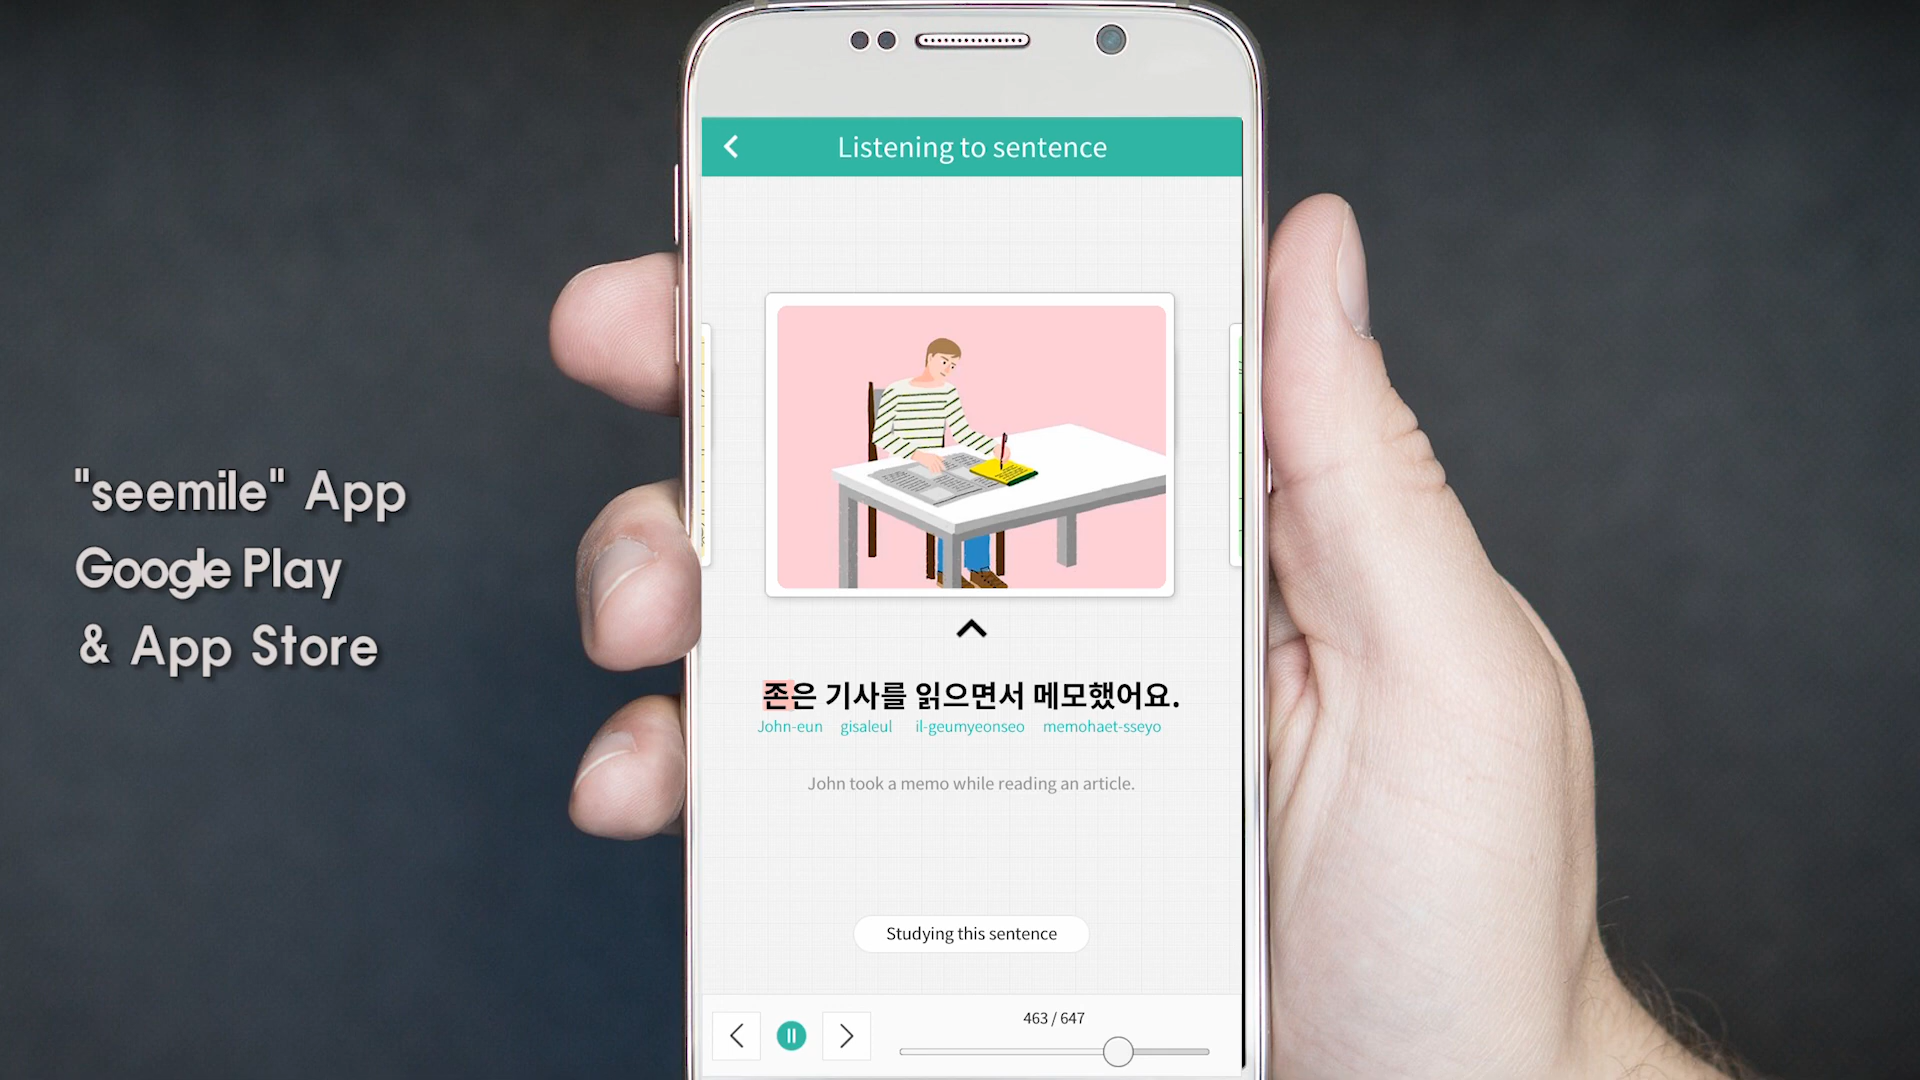 "seemile" App
Google Play
& App Store
Listening to sentence
존은 기사를 읽으면서 메모했어요.
John-eun gisaleul il-geumyeonseo memohaet-sseyo
John took a memo while reading an article.
Studying this sentence
463 / 647